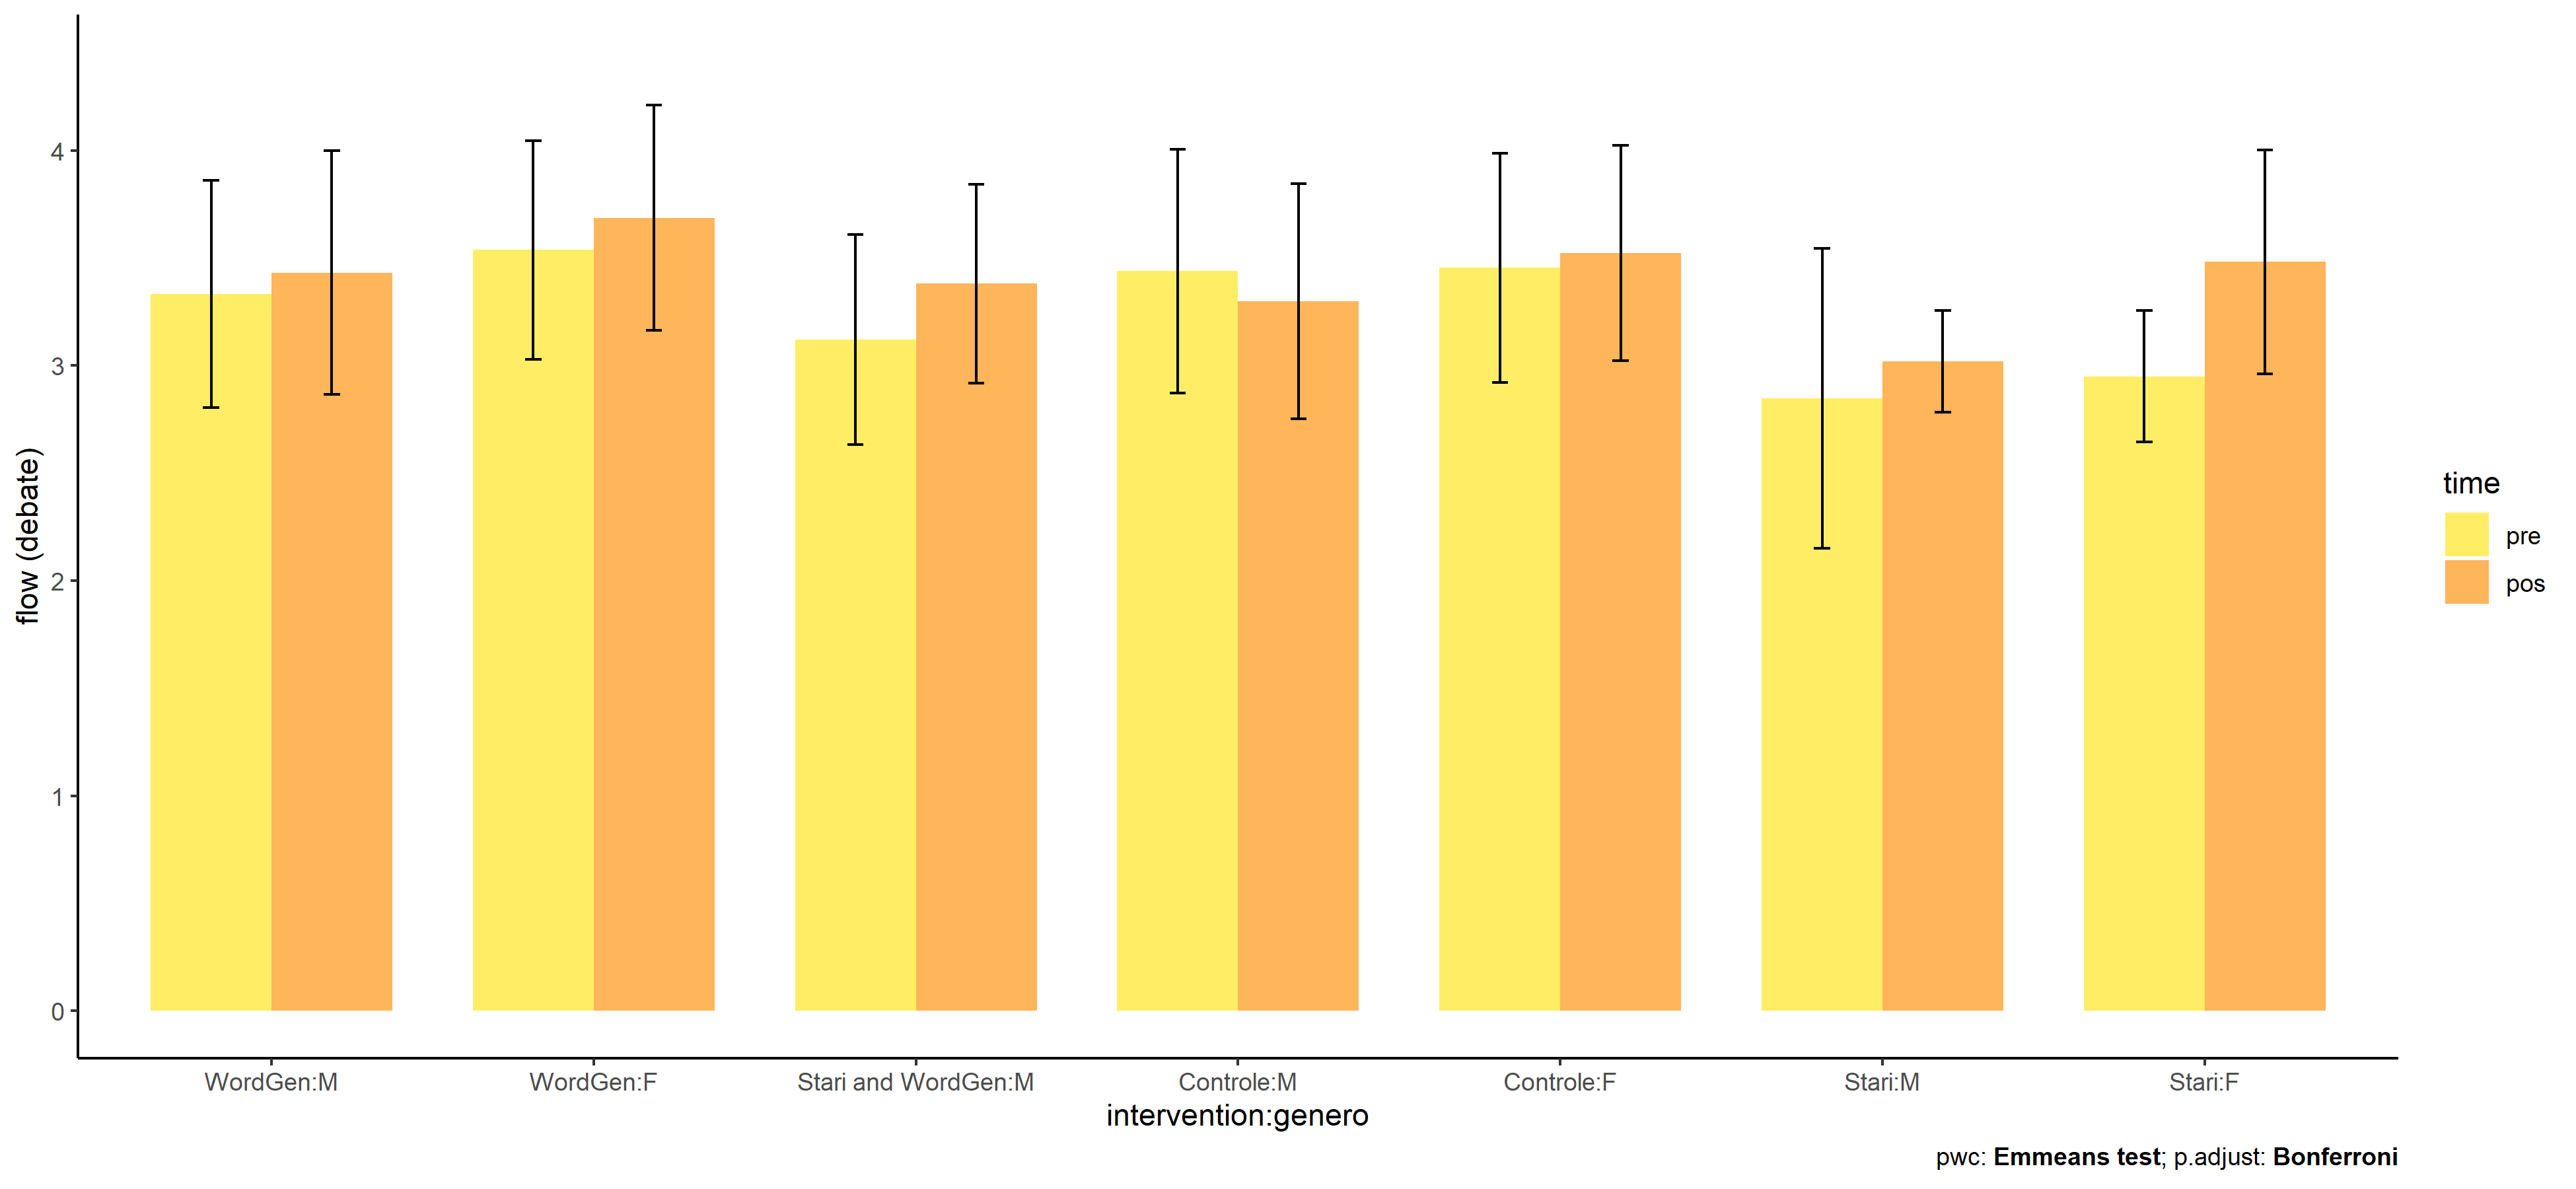 flow (debate)
4
3
2
1
0
WordGen:M
WordGen:F
Stari and WordGen:M
Controle:M
Controle:F
Stari:M
Stari:F
intervention:genero
time
pre
pos
pwc: Emmeans test; p.adjust: Bonferroni